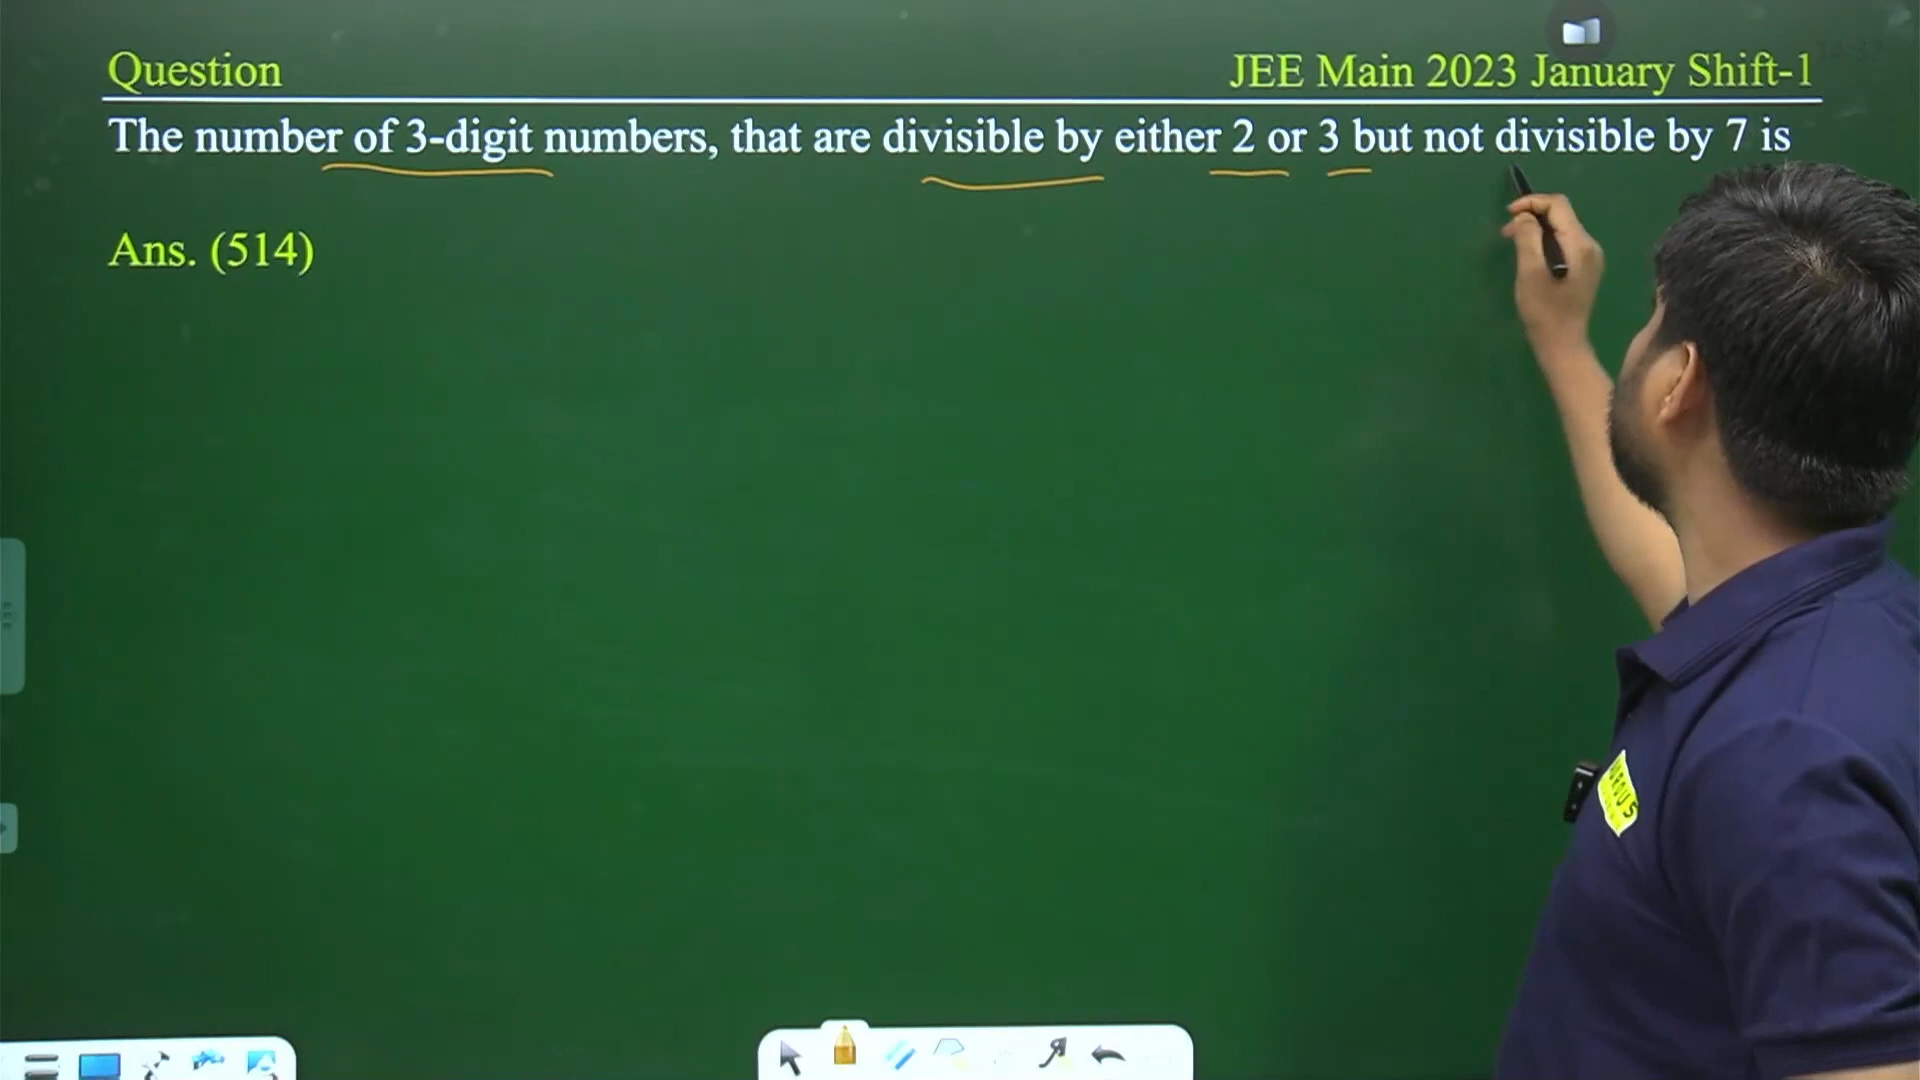 Question
JEE Main 2023 January Shift-1
The number of 3-digit numbers, that are divisible by either 2 or 3 but not divisible by 7 is
Ans. (514)